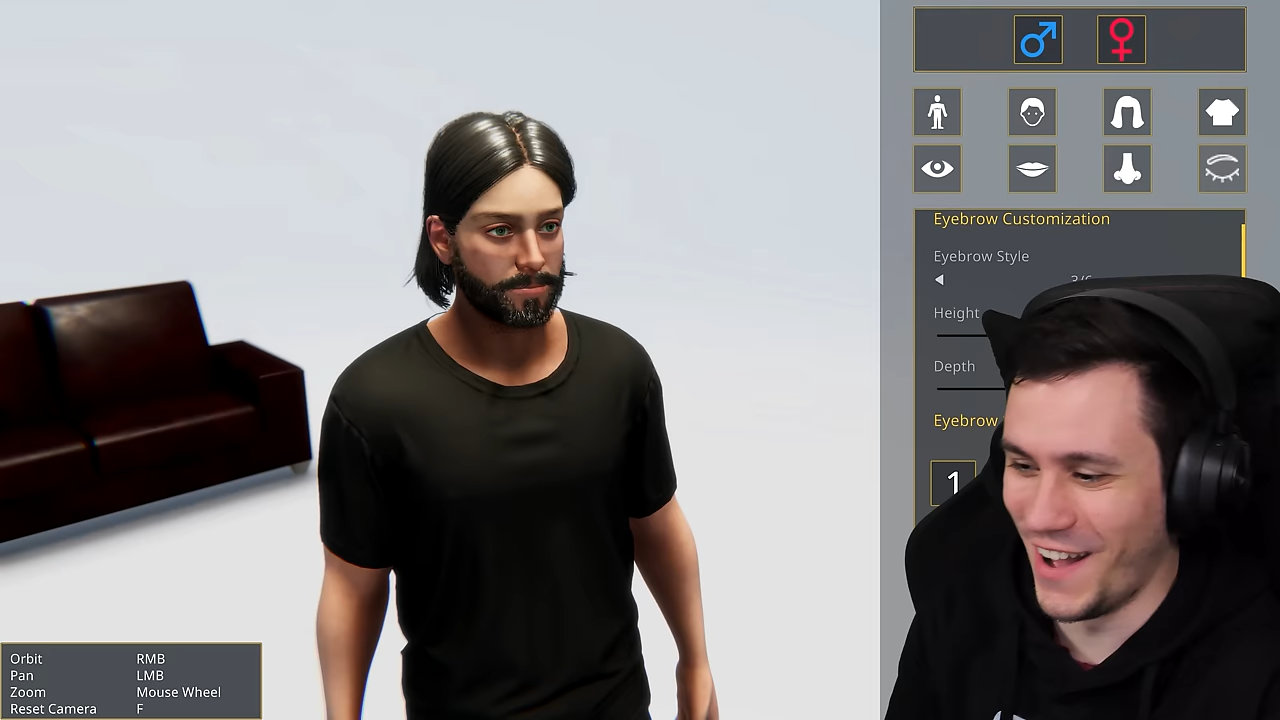 Eyebrow Customization
Eyebrow Style
Height
Depth
Eyebrow
1
Orbit RMB
Pan LMB
Zoom Mouse Wheel
Reset Camera F